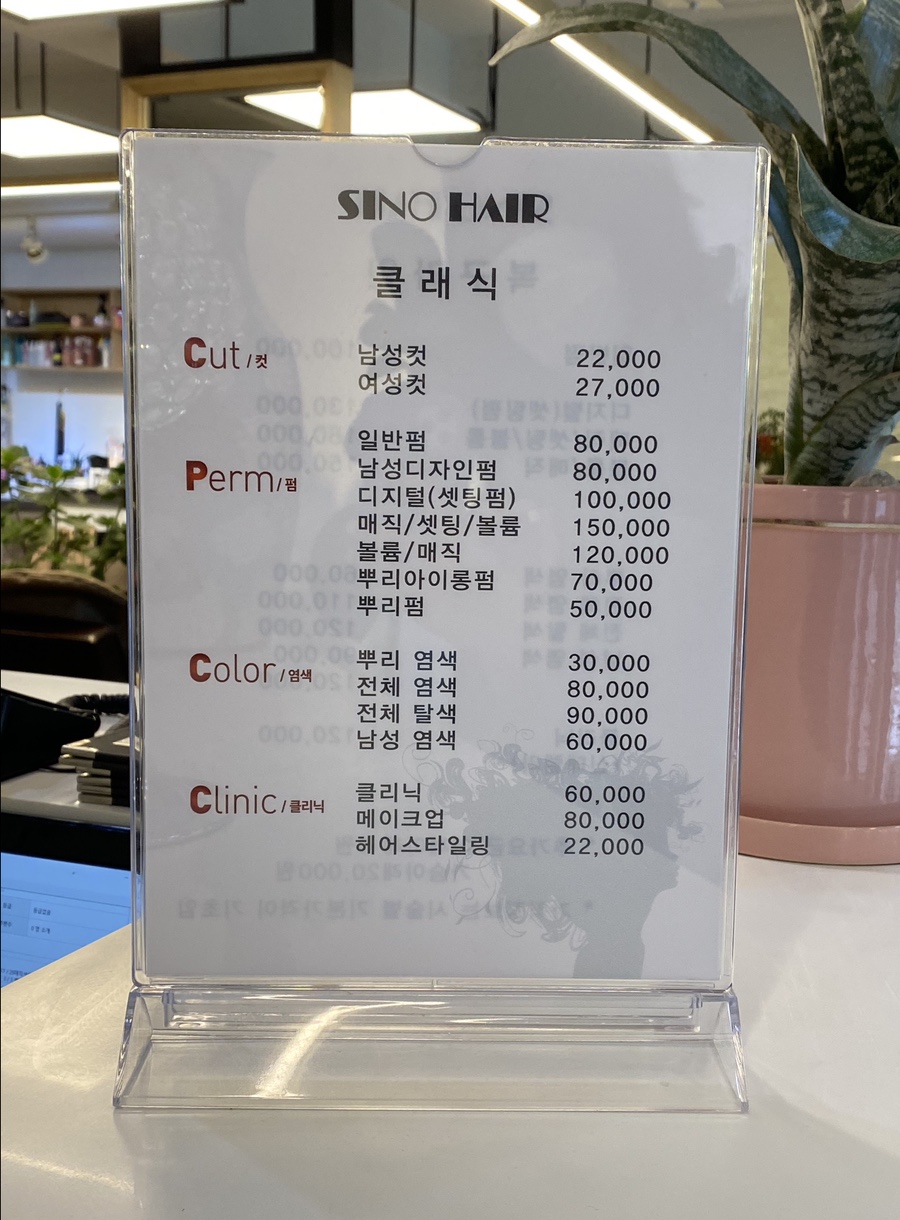 SINO HAIR
클래식
Cut / 컷
남성컷 22,000
여성컷 27,000
Perm / 펌
일반펌 80,000
남성디자인펌 80,000
디지털(셋팅펌) 100,000
매직/셋팅/볼륨 150,000
볼륨/매직 120,000
뿌리아이롱펌 70,000
뿌리펌 50,000
Color / 염색
뿌리 염색 30,000
전체 염색 80,000
전체 탈색 90,000
남성 염색 60,000
Clinic / 클리닉
클리닉 60,000
메이크업 80,000
헤어스타일링 22,000